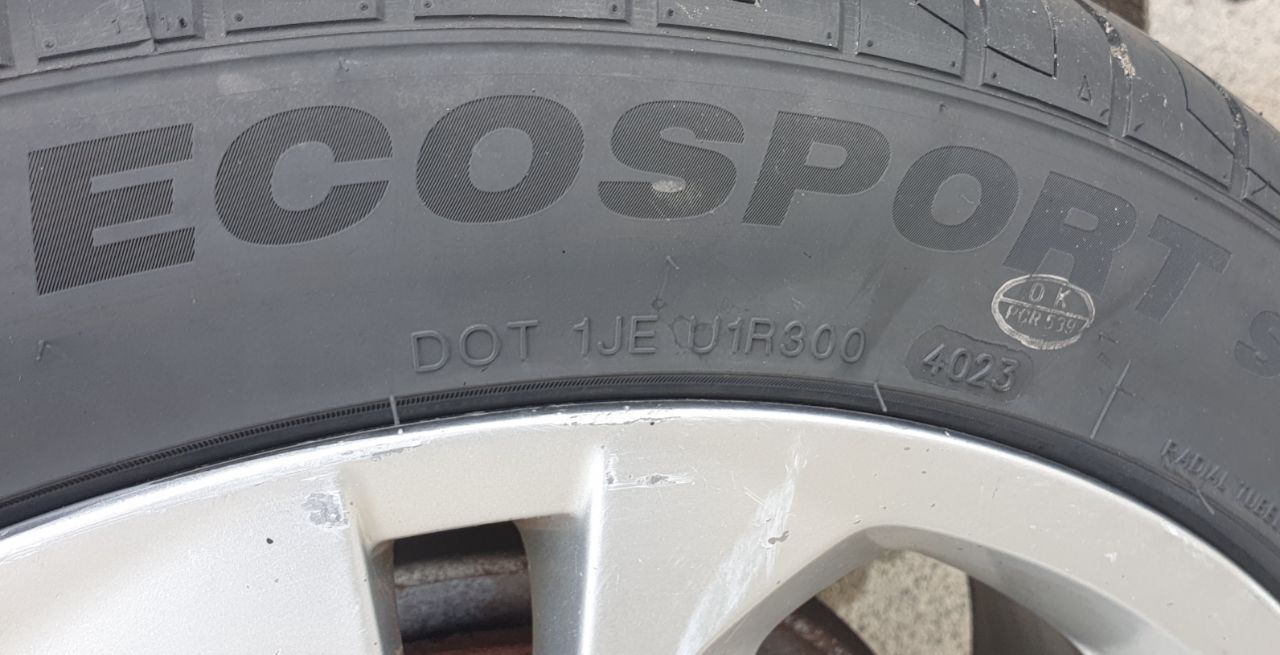 ECOSPORT
OK
PCR 539
DOT 1JE U1R300
4023
RADIAL TUBE